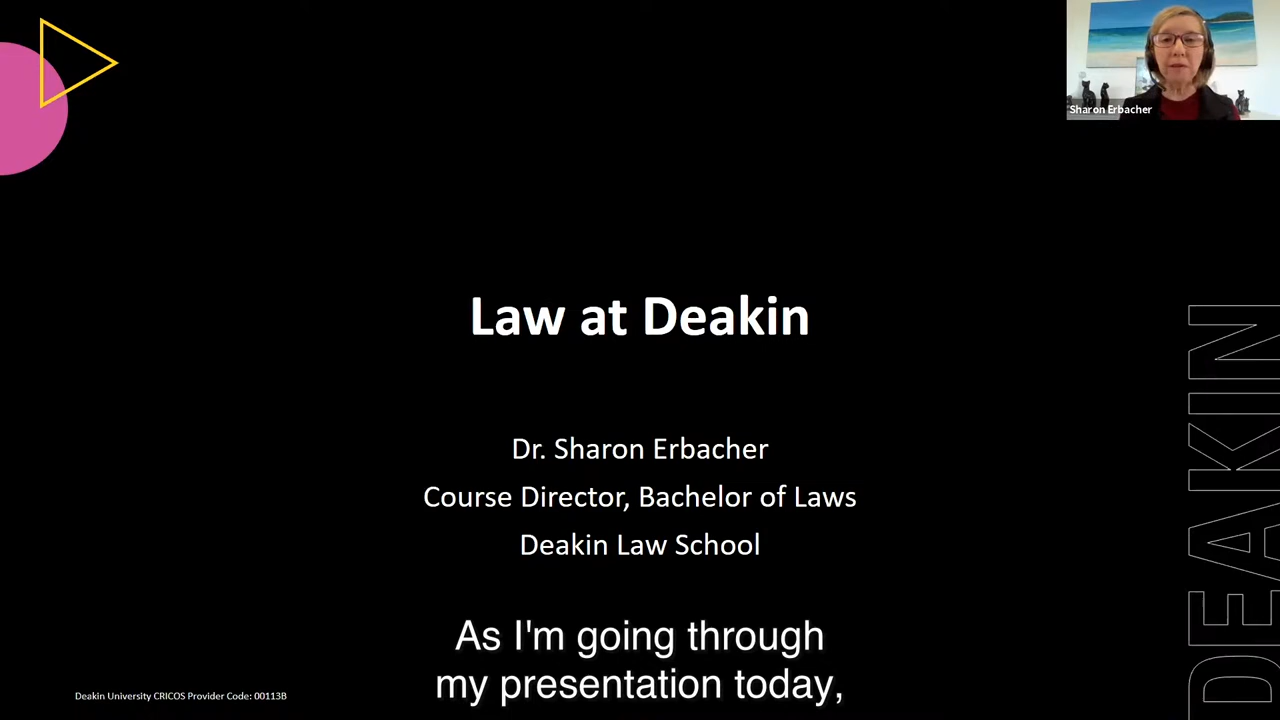 Sharon Erbacher
Law at Deakin
Dr. Sharon Erbacher
Course Director, Bachelor of Laws
Deakin Law School
As I'm going through
my presentation today,
Deakin University CRICOS Provider Code: 00113B
DEAKIN